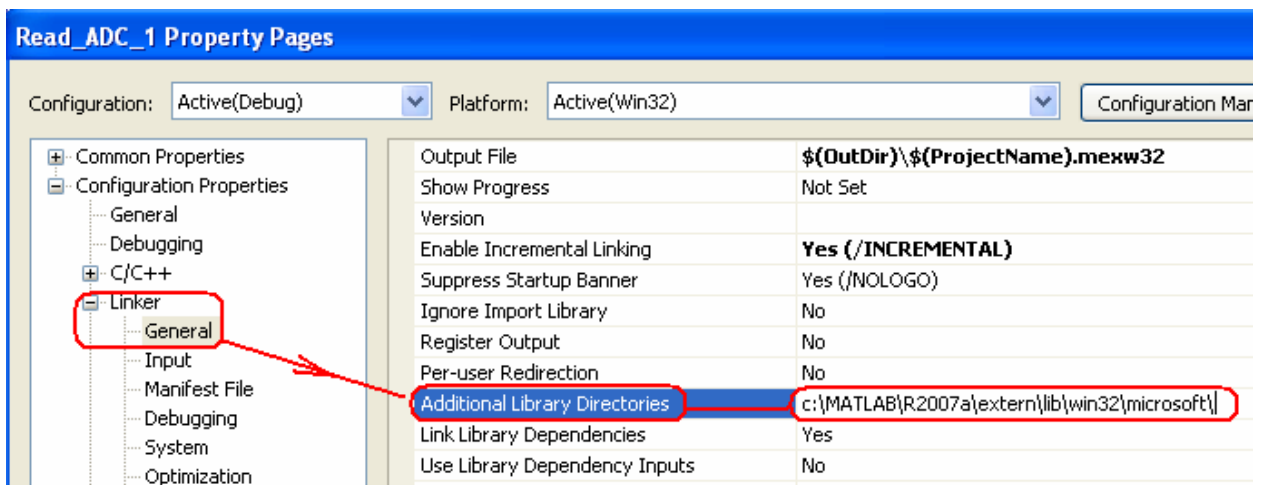 Read_ADC_1 Property Pages
Configuration: Active(Debug) Platform: Active(Win32) Configuration Mar
Common Properties
Configuration Properties
General
Debugging
C/C++
Linker
General
Input
Manifest File
Debugging
System
Optimization
Output File $(OutDir)\$(ProjectName).mexw32
Show Progress Not Set
Version
Enable Incremental Linking Yes (/INCREMENTAL)
Suppress Startup Banner Yes (/NOLOGO)
Ignore Import Library No
Register Output No
Per-user Redirection No
Additional Library Directories c:\MATLAB\R2007a\extern\lib\win32\microsoft\
Link Library Dependencies Yes
Use Library Dependency Inputs No